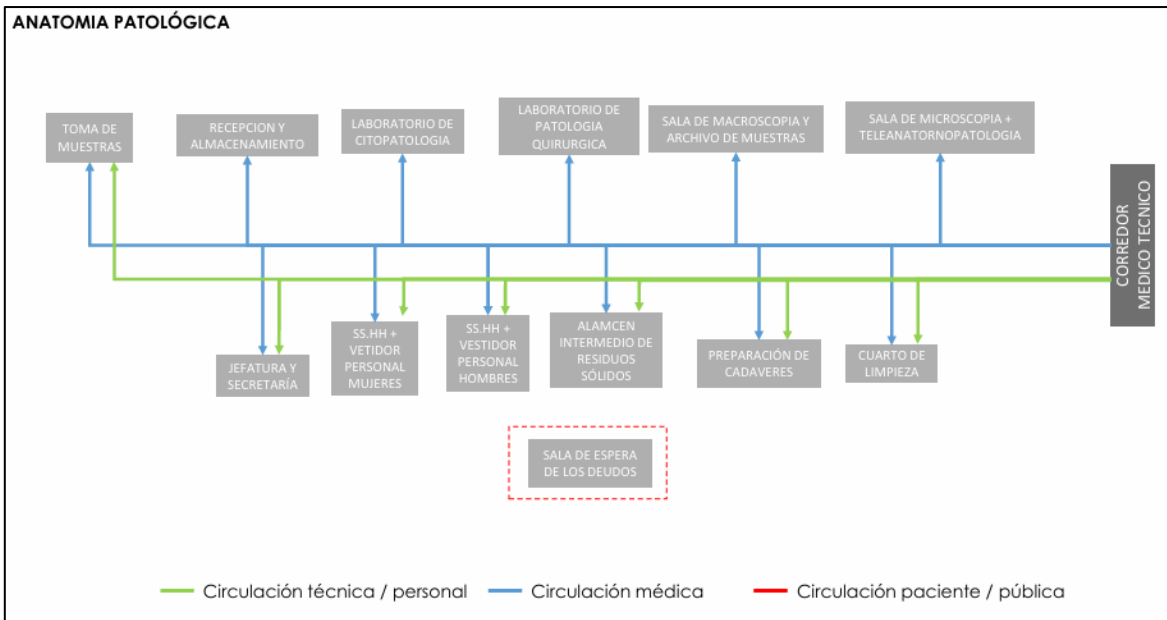 ANATOMIA PATOLÓGICA
TOMA DE
MUESTRAS
RECEPCION Y
ALMACENAMIENTO
LABORATORIO DE
CITOPATOLOGIA
LABORATORIO DE
PATOLOGIA
QUIRURGICA
SALA DE MACROSCOPIA Y
ARCHIVO DE MUESTRAS
SALA DE MICROSCOPIA +
TELEANATORNOPATOLOGIA
CORREDOR
MEDICO TECNICO
JEFATURA Y
SECRETARÍA
SS.HH +
VETIDOR
PERSONAL
MUJERES
SS.HH +
VESTIDOR
PERSONAL
HOMBRES
ALAMCEN
INTERMEDIO DE
RESIDUOS
SÓLIDOS
PREPARACIÓN DE
CADAVERES
CUARTO DE
LIMPIEZA
SALA DE ESPERA
DE LOS DEUDOS
Circulación técnica / personal
Circulación médica
Circulación paciente / pública